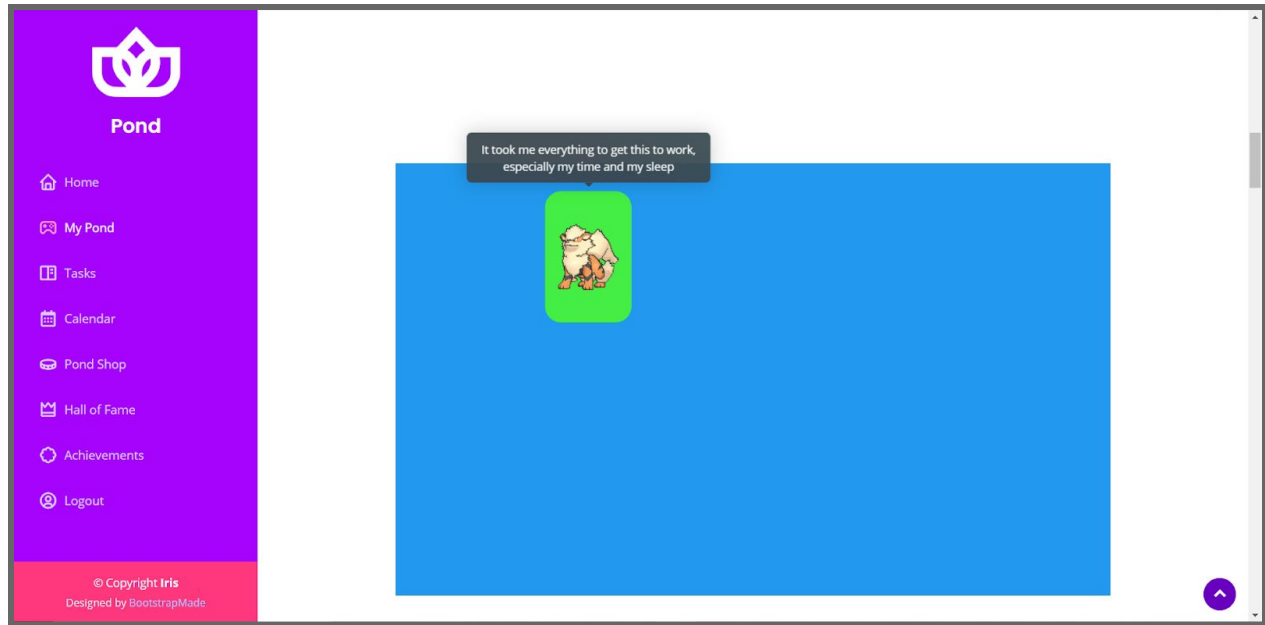 Pond
Home
My Pond
Tasks
Calendar
Pond Shop
Hall of Fame
Achievements
Logout
© Copyright Iris
Designed by BootstrapMade
It took me everything to get this to work,
especially my time and my sleep